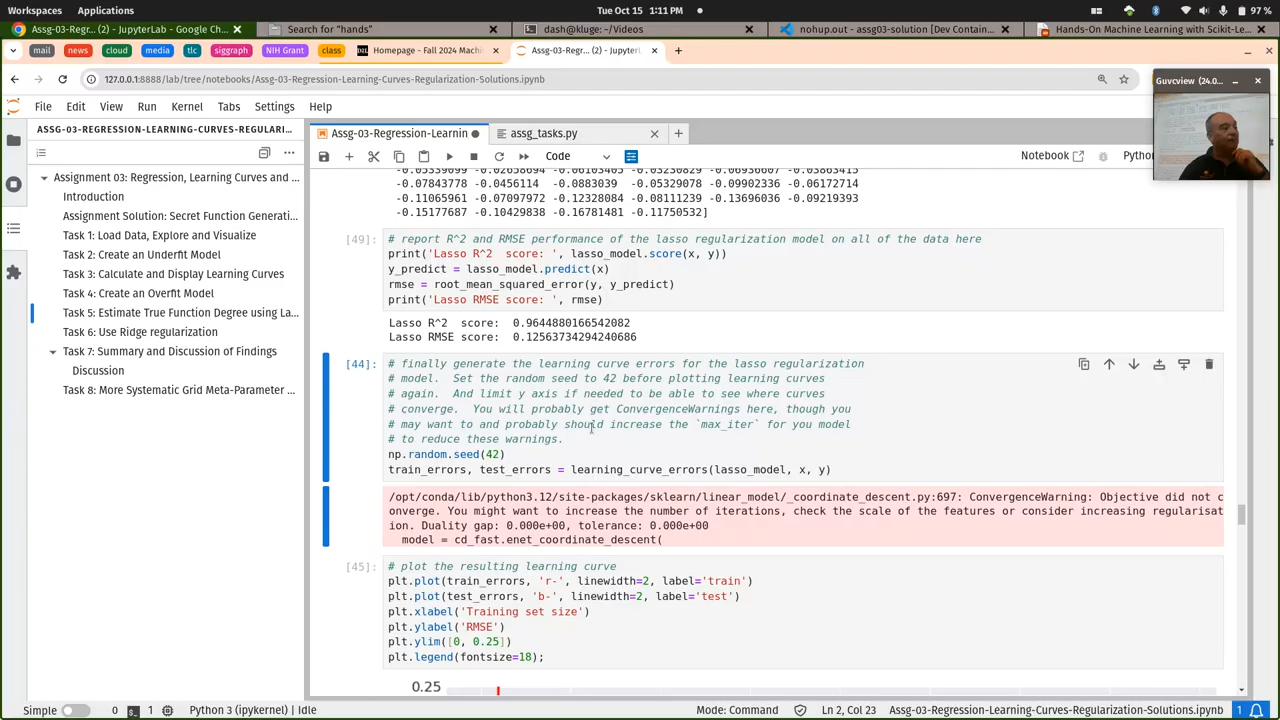 Workspaces Applications Tue Oct 15 1:11 PM 97 %
Assg-03-Regr... (2) - JupyterLab - Google Ch... Search for "hands" dash@kluge: ~/Videos nohup.out - assg03-solution [Dev Contain... Hands-On Machine Learning with Scikit-Le...
mail news cloud media tlc siggraph NIH Grant class Homepage - Fall 2024 Machi Assg-03-Regr... (2) - JupyterL
127.0.0.1:8888/lab/tree/notebooks/Assg-03-Regression-Learning-Curves-Regularization-Solutions.ipynb
Guvcview (24.0...
File Edit View Run Kernel Tabs Settings Help
ASSG-03-REGRESSION-LEARNING-CURVES-REGULARI...
Assg-03-Regression-Learnin assg_tasks.py
Code Notebook Python
Assignment 03: Regression, Learning Curves and ...
Introduction
Assignment Solution: Secret Function Generati...
Task 1: Load Data, Explore and Visualize
Task 2: Create an Underfit Model
Task 3: Calculate and Display Learning Curves
Task 4: Create an Overfit Model
Task 5: Estimate True Function Degree using La...
Task 6: Use Ridge regularization
Task 7: Summary and Discussion of Findings
Discussion
Task 8: More Systematic Grid Meta-Parameter ...
-0.05339099 -0.02658694 -0.06103405 -0.03230829 -0.06936607 -0.03863415
-0.07843778 -0.0456114 -0.0883039 -0.05329078 -0.09902336 -0.06172714
-0.11065961 -0.07097972 -0.12328084 -0.08111239 -0.13696036 -0.09219393
-0.15177687 -0.10429838 -0.16781481 -0.11750532]
[49]: # report R^2 and RMSE performance of the lasso regularization model on all of the data here
print('Lasso R^2  score: ', lasso_model.score(x, y))
y_predict = lasso_model.predict(x)
rmse = root_mean_squared_error(y, y_predict)
print('Lasso RMSE score: ', rmse)
Lasso R^2  score:  0.9644880166542082
Lasso RMSE score:  0.12563734294240686
[44]: # finally generate the learning curve errors for the lasso regularization
# model.  Set the random seed to 42 before plotting learning curves
# again.  And limit y axis if needed to be able to see where curves
# converge.  You will probably get ConvergenceWarnings here, though you
# may want to and probably should increase the `max_iter` for you model
# to reduce these warnings.
np.random.seed(42)
train_errors, test_errors = learning_curve_errors(lasso_model, x, y)
/opt/conda/lib/python3.12/site-packages/sklearn/linear_model/_coordinate_descent.py:697: ConvergenceWarning: Objective did not c
onverge. You might want to increase the number of iterations, check the scale of the features or consider increasing regularisat
ion. Duality gap: 0.000e+00, tolerance: 0.000e+00
model = cd_fast.enet_coordinate_descent(
[45]: # plot the resulting learning curve
plt.plot(train_errors, 'r-', linewidth=2, label='train')
plt.plot(test_errors, 'b-', linewidth=2, label='test')
plt.xlabel('Training set size')
plt.ylabel('RMSE')
plt.ylim([0, 0.25])
plt.legend(fontsize=18);
0.25
Simple 0 1 Python 3 (ipykernel) | Idle Mode: Command Ln 2, Col 23 Assg-03-Regression-Learning-Curves-Regularization-Solutions.ipynb 1